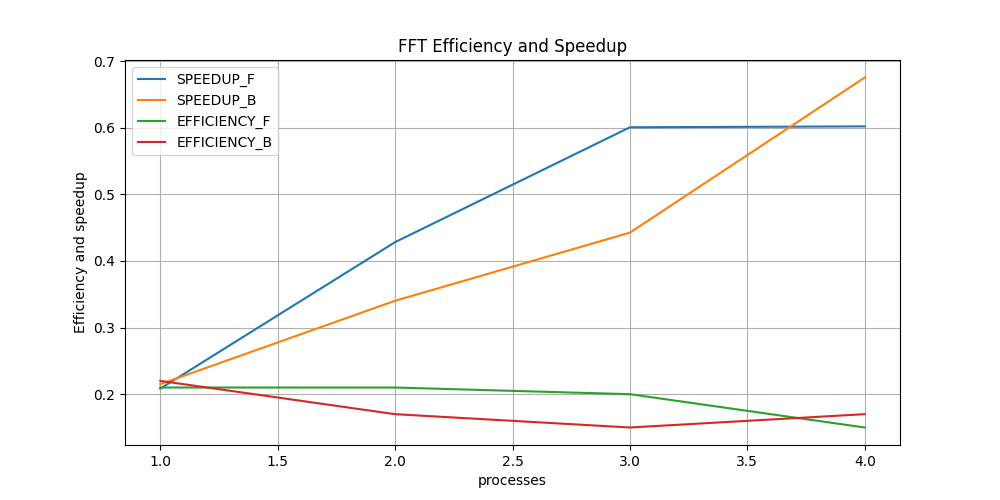 FFT Efficiency and Speedup
SPEEDUP_F
SPEEDUP_B
EFFICIENCY_F
EFFICIENCY_B
Efficiency and speedup
0.7
0.6
0.5
0.4
0.3
0.2
1.0 1.5 2.0 2.5 3.0 3.5 4.0
processes